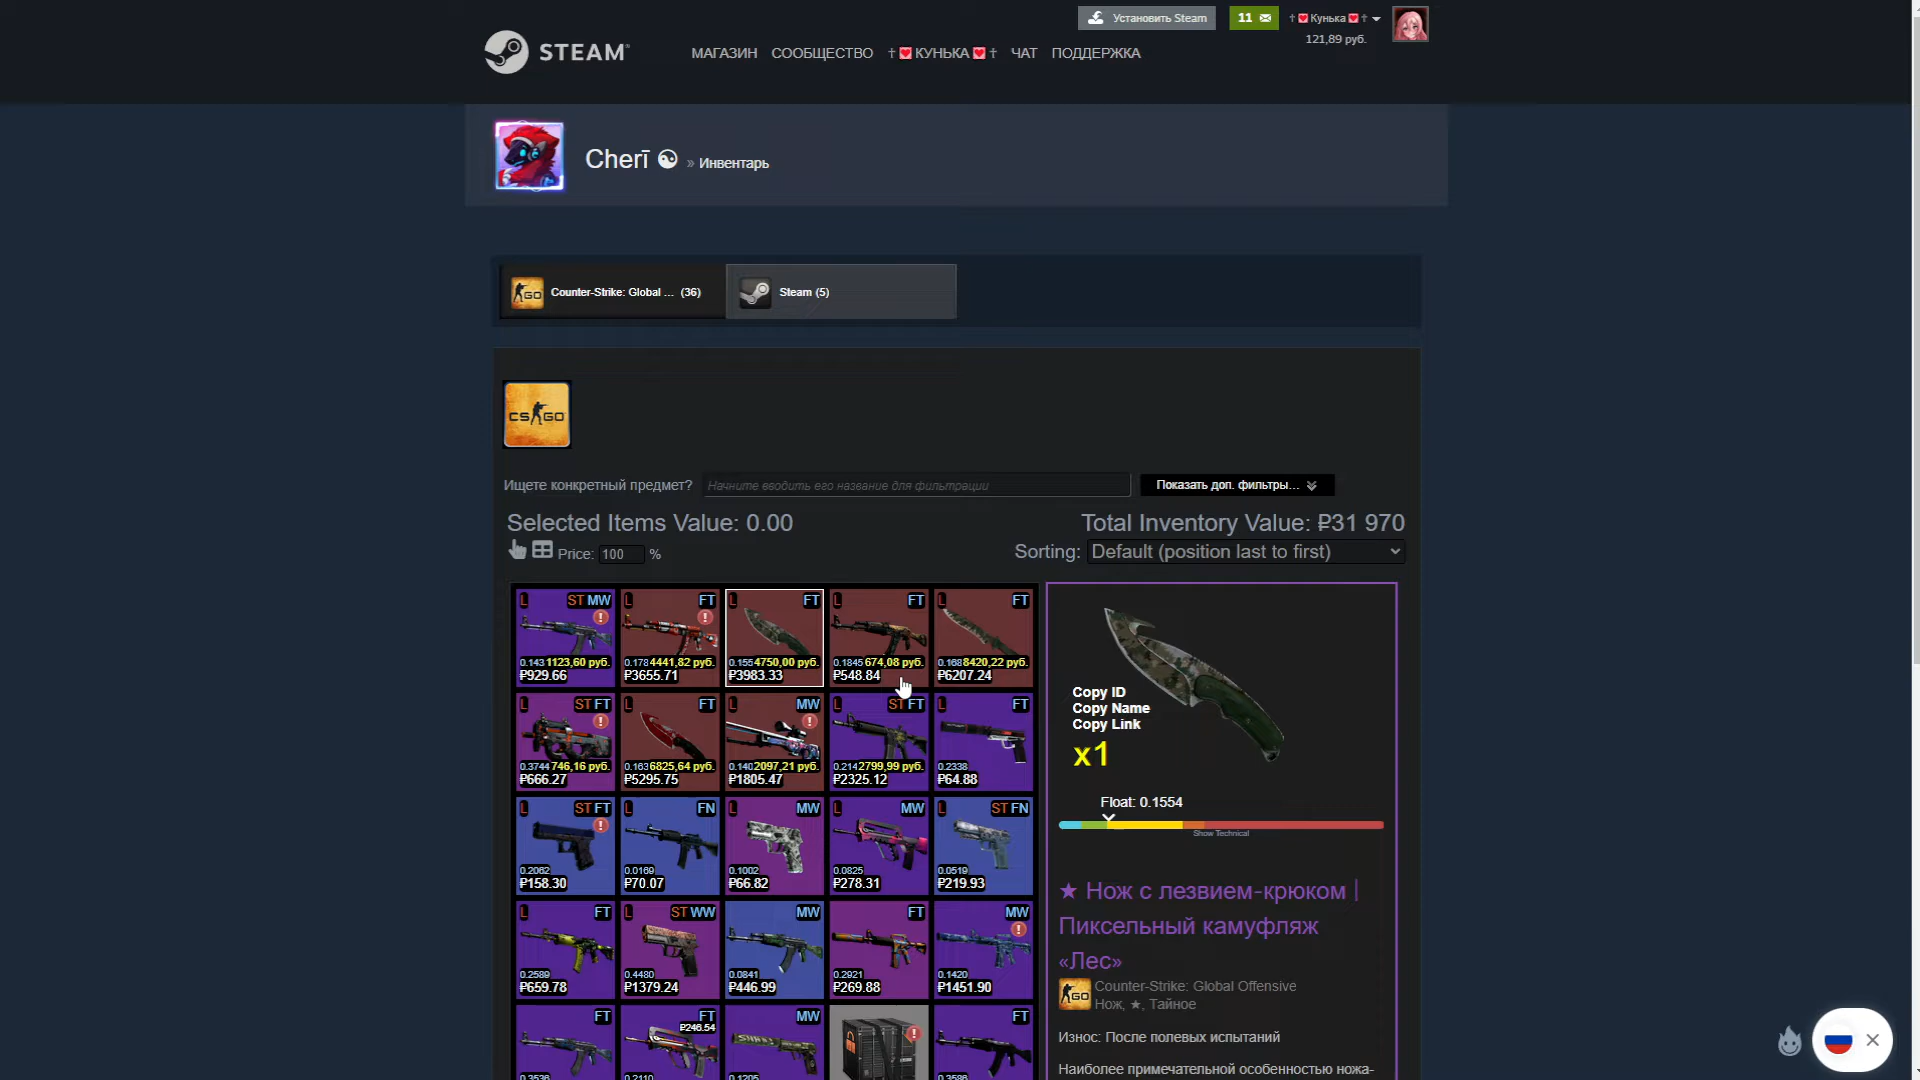 Установить Steam
11
†❤Кунька❤†
121,89 руб.
STEAM
МАГАЗИН СООБЩЕСТВО †❤КУНЬКА❤† ЧАТ ПОДДЕРЖКА
Cherī ☯ » Инвентарь
Counter-Strike: Global ... (36)
Steam (5)
CS GO
Ищете конкретный предмет?
Начните вводить его название для фильтрации
Показать доп. фильтры...
Selected Items Value: 0.00
Total Inventory Value: ₽31 970
Price: 100 %
Sorting: Default (position last to first)
L ST MW L FT L FT L FT L FT
0.143 1123,60 руб. 0.178 4441,82 руб. 0.155 4750,00 руб. 0.1845 674,08 руб. 0.168 8420,22 руб.
₽929.66 ₽3655.71 ₽3983.33 ₽548.84 ₽6207.24
L ST FT L FT L MW L ST FT L FT
0.3744 746,16 руб. 0.163 6825,64 руб. 0.140 2097,21 руб. 0.214 2799,99 руб. 0.2338
₽666.27 ₽5295.75 ₽1805.47 ₽2325.12 ₽64.88
L ST FT L FN L MW L MW L ST FN
0.2062 0.0169 0.1002 0.0825 0.0519
₽158.30 ₽70.07 ₽66.82 ₽278.31 ₽219.93
L FT L ST WW MW FT MW
0.2589 0.4480 0.0841 0.2921 0.1420
₽659.78 ₽1379.24 ₽446.99 ₽269.88 ₽1451.90
FT FT MW FT
₽246.54
Copy ID
Copy Name
Copy Link
x1
Float: 0.1554
Show Technical
★ Нож с лезвием-крюком |
Пиксельный камуфляж
«Лес»
Counter-Strike: Global Offensive
Нож, ★, Тайное
Износ: После полевых испытаний
Наиболее примечательной особенностью ножа-